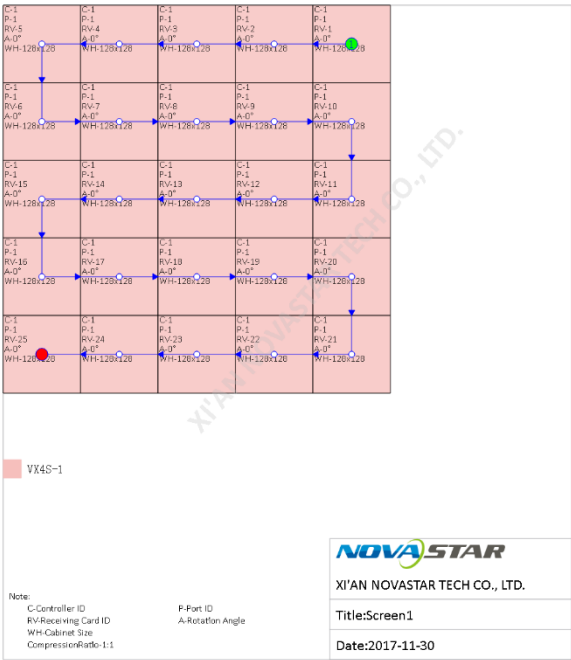 C-1
P-1
RV-5
A-0°
WH-128x128
C-1
P-1
RV-4
A-0°
WH-128x128
C-1
P-1
RV-3
A-0°
WH-128x128
C-1
P-1
RV-2
A-0°
WH-128x128
C-1
P-1
RV-1
A-0°
WH-128x128
1
C-1
P-1
RV-6
A-0°
WH-128x128
C-1
P-1
RV-7
A-0°
WH-128x128
C-1
P-1
RV-8
A-0°
WH-128x128
C-1
P-1
RV-9
A-0°
WH-128x128
C-1
P-1
RV-10
A-0°
WH-128x128
C-1
P-1
RV-15
A-0°
WH-128x128
C-1
P-1
RV-14
A-0°
WH-128x128
C-1
P-1
RV-13
A-0°
WH-128x128
C-1
P-1
RV-12
A-0°
WH-128x128
C-1
P-1
RV-11
A-0°
WH-128x128
C-1
P-1
RV-16
A-0°
WH-128x128
C-1
P-1
RV-17
A-0°
WH-128x128
C-1
P-1
RV-18
A-0°
WH-128x128
C-1
P-1
RV-19
A-0°
WH-128x128
C-1
P-1
RV-20
A-0°
WH-128x128
C-1
P-1
RV-25
A-0°
WH-128x128
C-1
P-1
RV-24
A-0°
WH-128x128
C-1
P-1
RV-23
A-0°
WH-128x128
C-1
P-1
RV-22
A-0°
WH-128x128
C-1
P-1
RV-21
A-0°
WH-128x128
XI'AN NOVASTAR TECH CO., LTD.
VX4S-1
Note:
C-Controller ID
P-Port ID
RV-Receiving Card ID
A-Rotation Angle
WH-Cabinet Size
CompressionRatio-1:1
NOVASTAR
XI'AN NOVASTAR TECH CO., LTD.
Title:Screen1
Date:2017-11-30